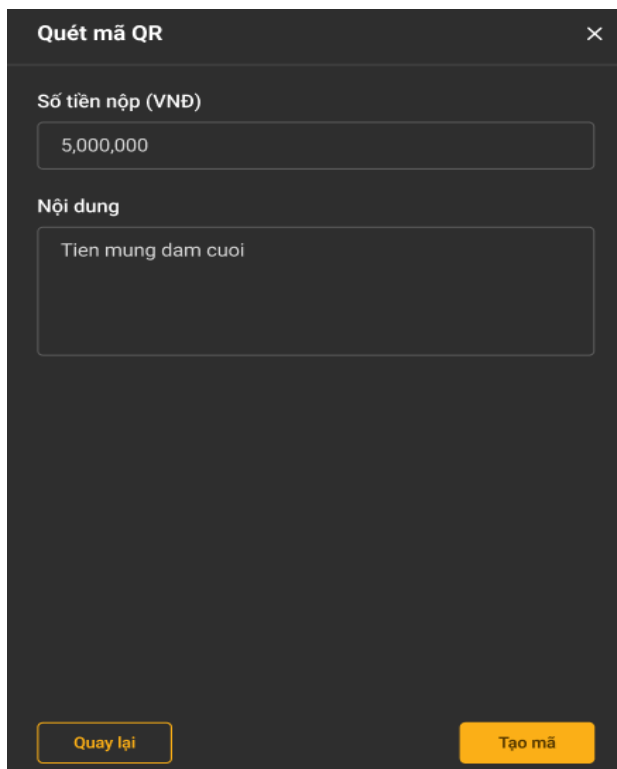 Quét mã QR
Số tiền nộp (VNĐ)
5,000,000
Nội dung
Tien mung dam cuoi
Quay lại
Tạo mã